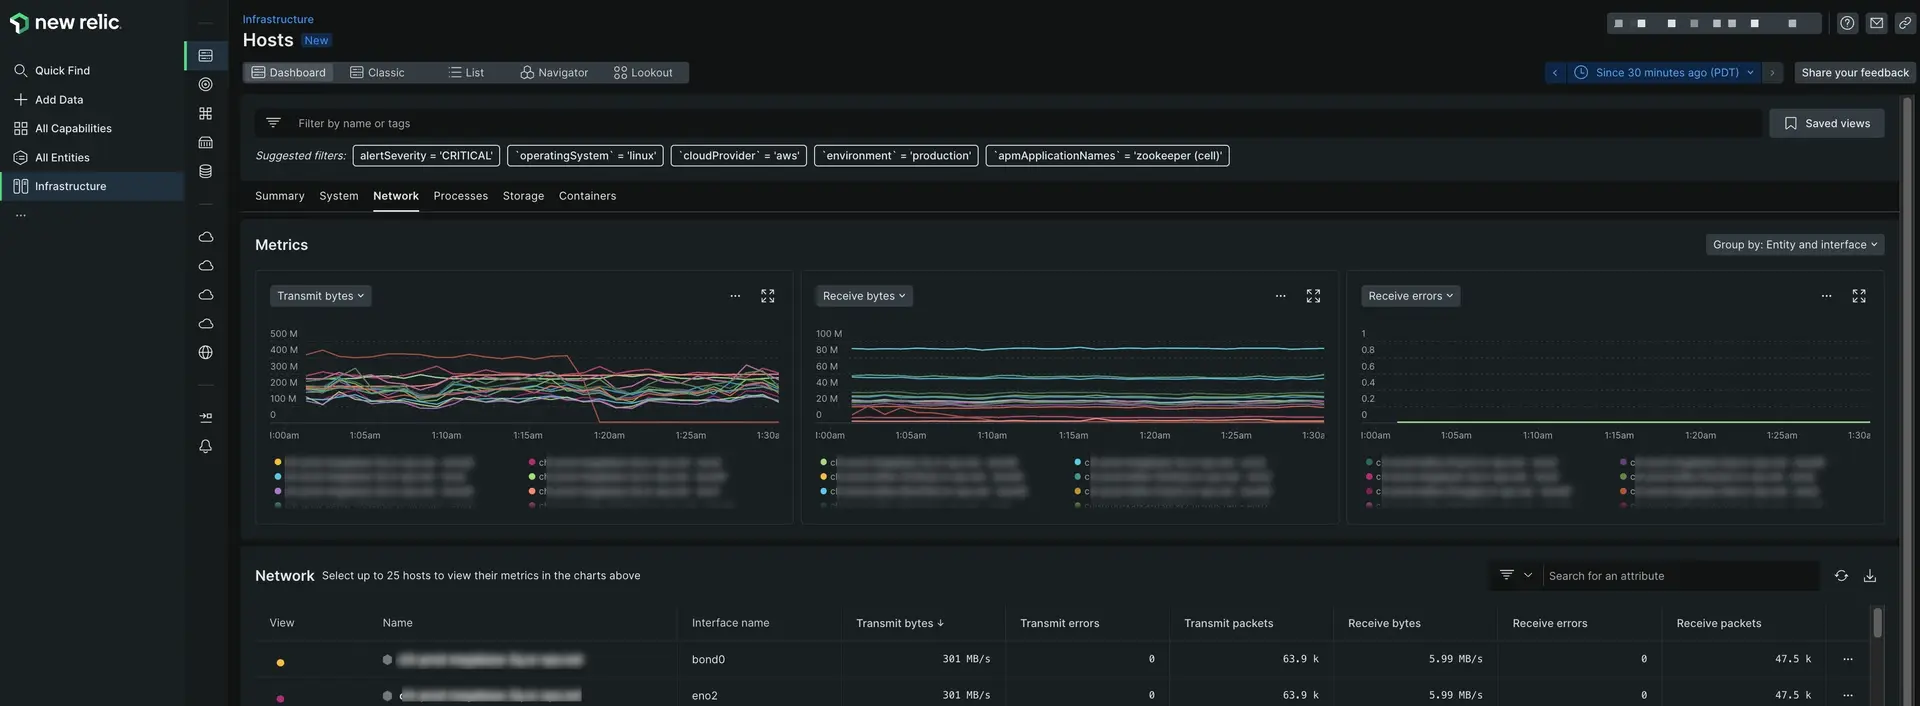 new relic.
Quick Find
Add Data
All Capabilities
All Entities
Infrastructure
...
Infrastructure
Hosts New
Dashboard Classic List Navigator Lookout
Since 30 minutes ago (PDT)
Share your feedback
Filter by name or tags
Saved views
Suggested filters: alertSeverity = 'CRITICAL' `operatingSystem` = 'linux' `cloudProvider` = 'aws' `environment` = 'production' `apmApplicationNames` = 'zookeeper (cell)'
Summary System Network Processes Storage Containers
Metrics
Group by: Entity and interface
Transmit bytes
500 M
400 M
300 M
200 M
100 M
0
1:00am 1:05am 1:10am 1:15am 1:20am 1:25am 1:30a
Receive bytes
100 M
80 M
60 M
40 M
20 M
0
1:00am 1:05am 1:10am 1:15am 1:20am 1:25am 1:30a
Receive errors
1
0.8
0.6
0.4
0.2
0
1:00am 1:05am 1:10am 1:15am 1:20am 1:25am 1:30a
Network Select up to 25 hosts to view their metrics in the charts above
Search for an attribute
View Name Interface name Transmit bytes ↓ Transmit errors Transmit packets Receive bytes Receive errors Receive packets
bond0 301 MB/s 0 63.9 k 5.99 MB/s 0 47.5 k ...
eno2 301 MB/s 0 63.9 k 5.99 MB/s 0 47.5 k ...